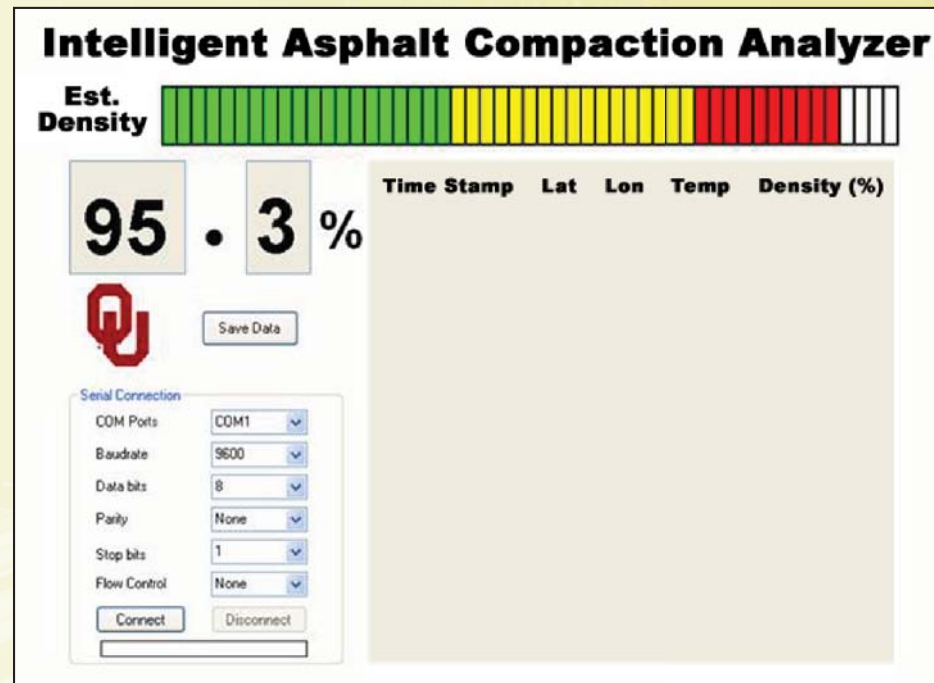 Intelligent Asphalt Compaction Analyzer
Est.
Density
95 . 3 %
Time Stamp Lat Lon Temp Density (%)
OU
Save Data
Serial Connection
COM Ports COM1
Baudrate 9600
Data bits 8
Parity None
Stop bits 1
Flow Control None
Connect Disconnect